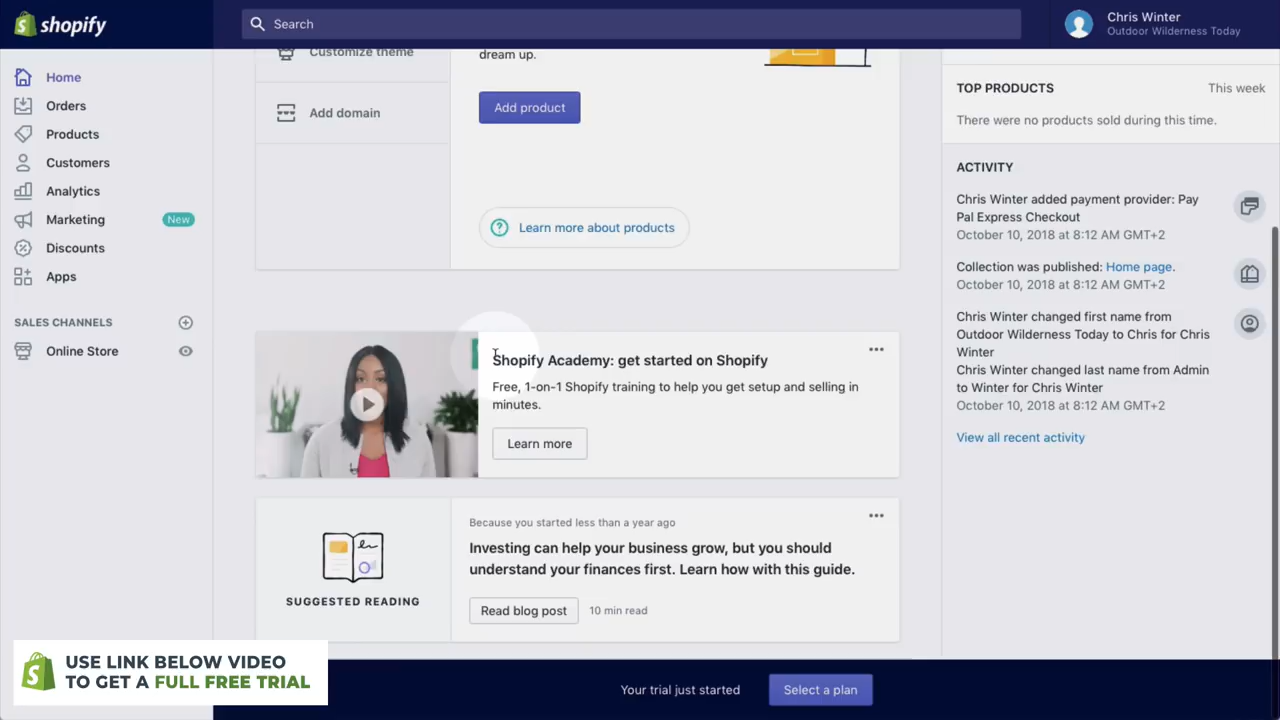 shopify
Search
Chris Winter
Outdoor Wilderness Today
Home
Orders
Products
Customers
Analytics
Marketing
New
Discounts
Apps
SALES CHANNELS
Online Store
Customize theme
Add domain
dream up.
Add product
Learn more about products
Shopify Academy: get started on Shopify
Free, 1-on-1 Shopify training to help you get setup and selling in
minutes.
Learn more
SUGGESTED READING
Because you started less than a year ago
Investing can help your business grow, but you should
understand your finances first. Learn how with this guide.
Read blog post
10 min read
TOP PRODUCTS
This week
There were no products sold during this time.
ACTIVITY
Chris Winter added payment provider: Pay
Pal Express Checkout
October 10, 2018 at 8:12 AM GMT+2
Collection was published: Home page.
October 10, 2018 at 8:12 AM GMT+2
Chris Winter changed first name from
Outdoor Wilderness Today to Chris for Chris
Winter
Chris Winter changed last name from Admin
to Winter for Chris Winter
October 10, 2018 at 8:12 AM GMT+2
View all recent activity
USE LINK BELOW VIDEO
TO GET A FULL FREE TRIAL
Your trial just started
Select a plan